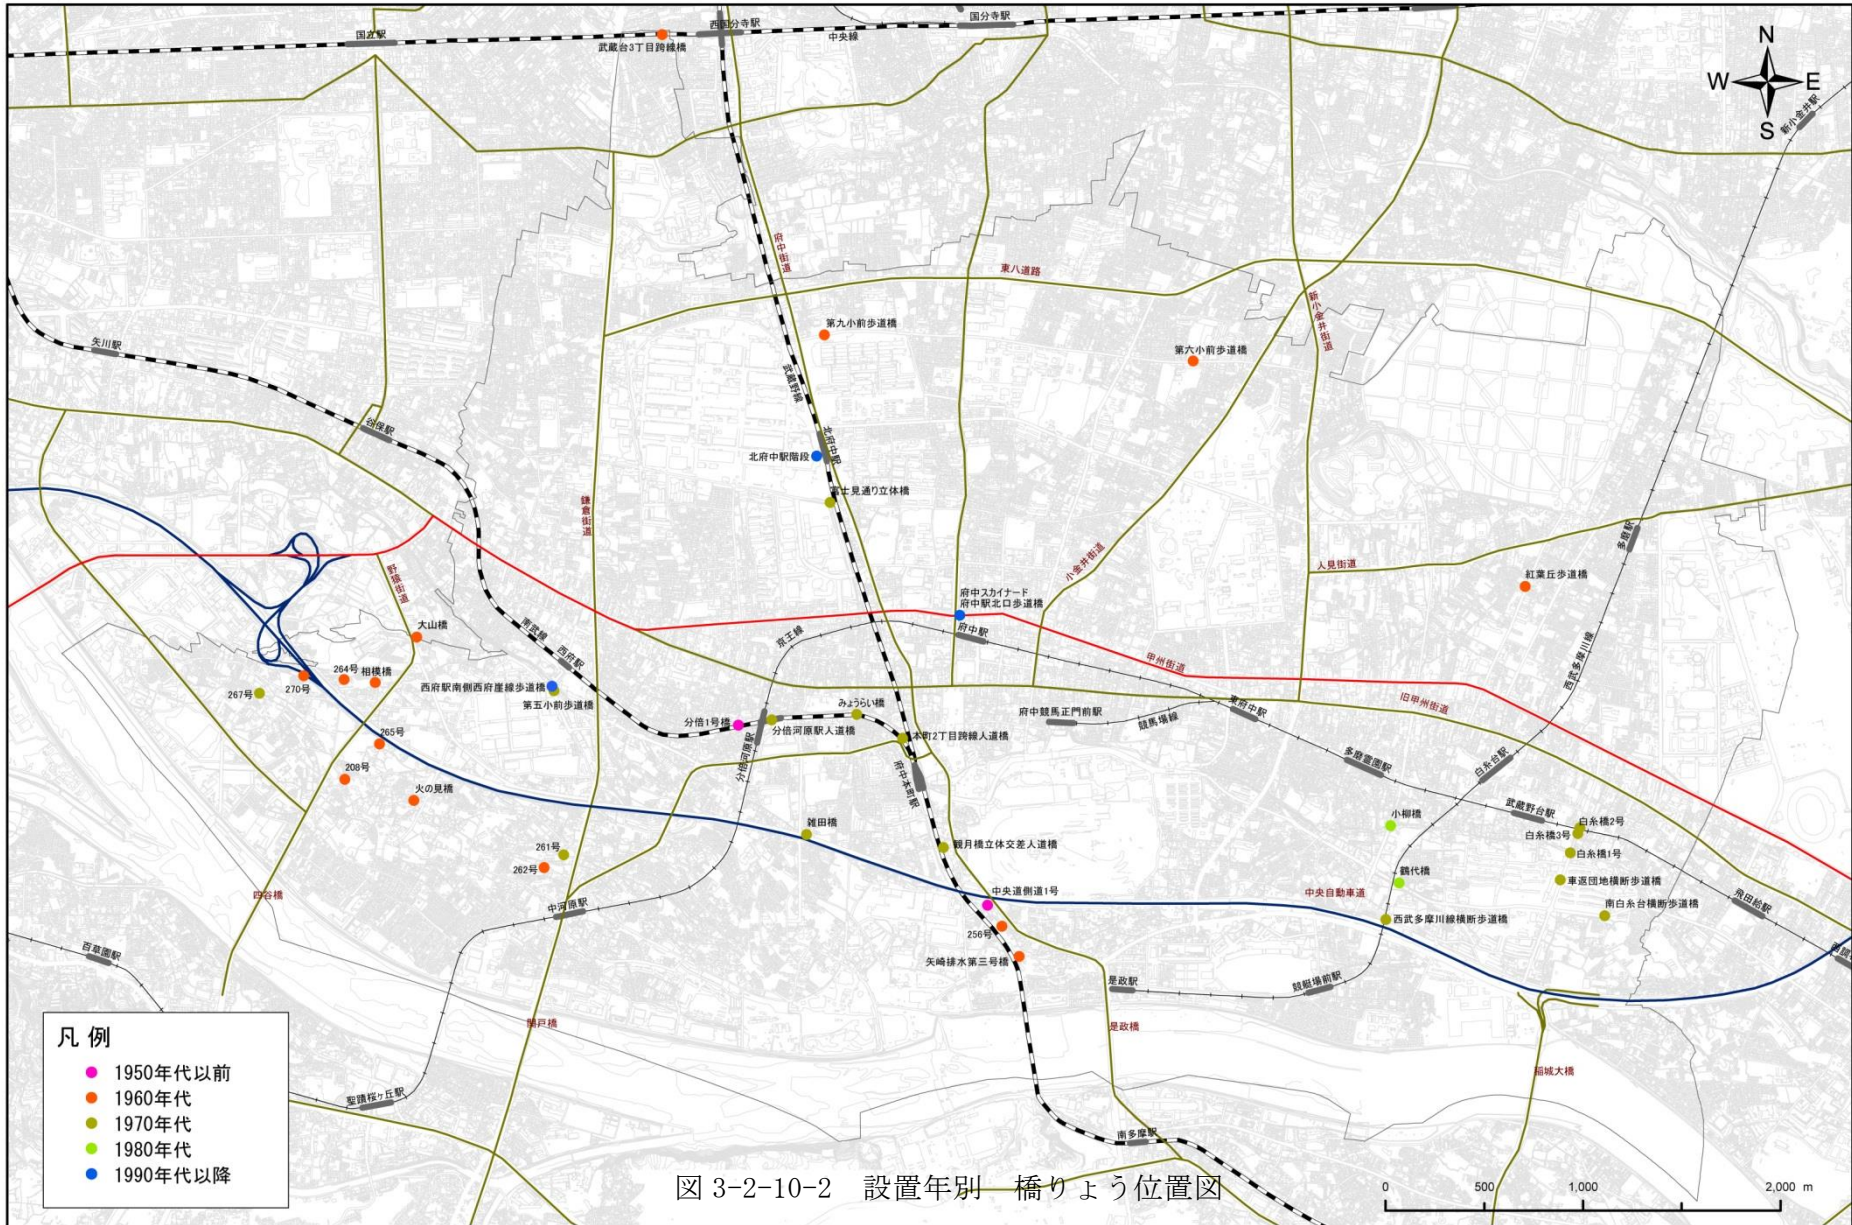 国立駅
西国分寺駅
国分寺駅
武蔵台3丁目跨線橋
中央線
N
W
E
S
新小金井駅
府中街道
東八道路
新小金井街道
第九小前歩道橋
第六小前歩道橋
矢川駅
武蔵野線
谷保駅
北府中駅
北府中駅階段
富士見通り立体橋
鎌倉街道
多磨駅
小金井街道
人見街道
紅葉丘歩道橋
野猿街道
府中スカイナード
府中駅北口歩道橋
大山橋
南武線
西府駅
京王線
府中駅
甲州街道
西武多摩川線
264号
相模橋
270号
267号
西府駅南側西府崖線歩道橋
第五小前歩道橋
みょうらい橋
旧甲州街道
分倍1号橋
分倍河原駅人道橋
府中競馬正門前駅
競馬場線
東府中駅
265号
本町2丁目跨線人道橋
分倍河原駅
府中本町駅
多磨霊園駅
白糸台駅
208号
火の見橋
武蔵野台駅
雑田橋
小柳橋
白糸橋2号
白糸橋3号
261号
観月橋立体交差人道橋
白糸橋1号
262号
鶴代橋
車返団地横断歩道橋
四谷橋
中央道側道1号
中央自動車道
飛田給駅
中河原駅
西武多摩川線横断歩道橋
南白糸台横断歩道橋
256号
百草園駅
矢崎排水第三号橋
是政駅
競艇場前駅
関戸橋
是政橋
稲城大橋
聖蹟桜ヶ丘駅
南多摩駅
凡例
1950年代以前
1960年代
1970年代
1980年代
1990年代以降
図 3-2-10-2 設置年別 橋りょう位置図
0 500 1,000 2,000 m